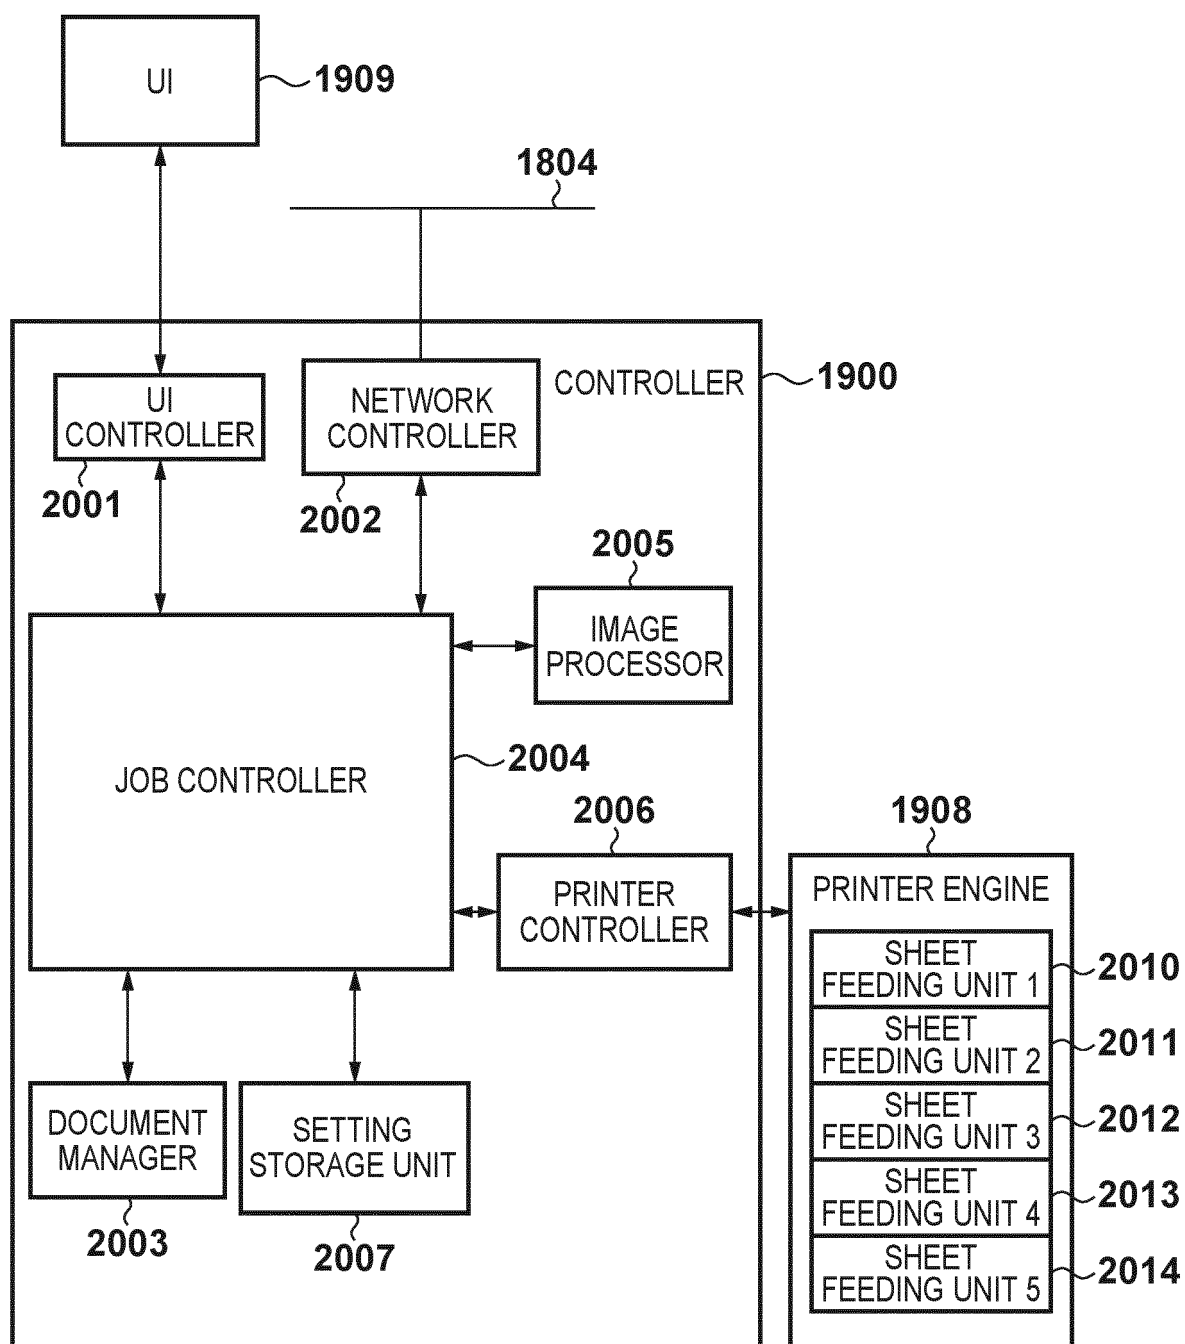 UI
1909
1804
CONTROLLER
1900
UI
CONTROLLER
2001
NETWORK
CONTROLLER
2002
2005
IMAGE
PROCESSOR
JOB CONTROLLER
2004
2006
PRINTER
CONTROLLER
1908
PRINTER ENGINE
SHEET
FEEDING UNIT 1
2010
SHEET
FEEDING UNIT 2
2011
SHEET
FEEDING UNIT 3
2012
SHEET
FEEDING UNIT 4
2013
SHEET
FEEDING UNIT 5
2014
DOCUMENT
MANAGER
2003
SETTING
STORAGE UNIT
2007